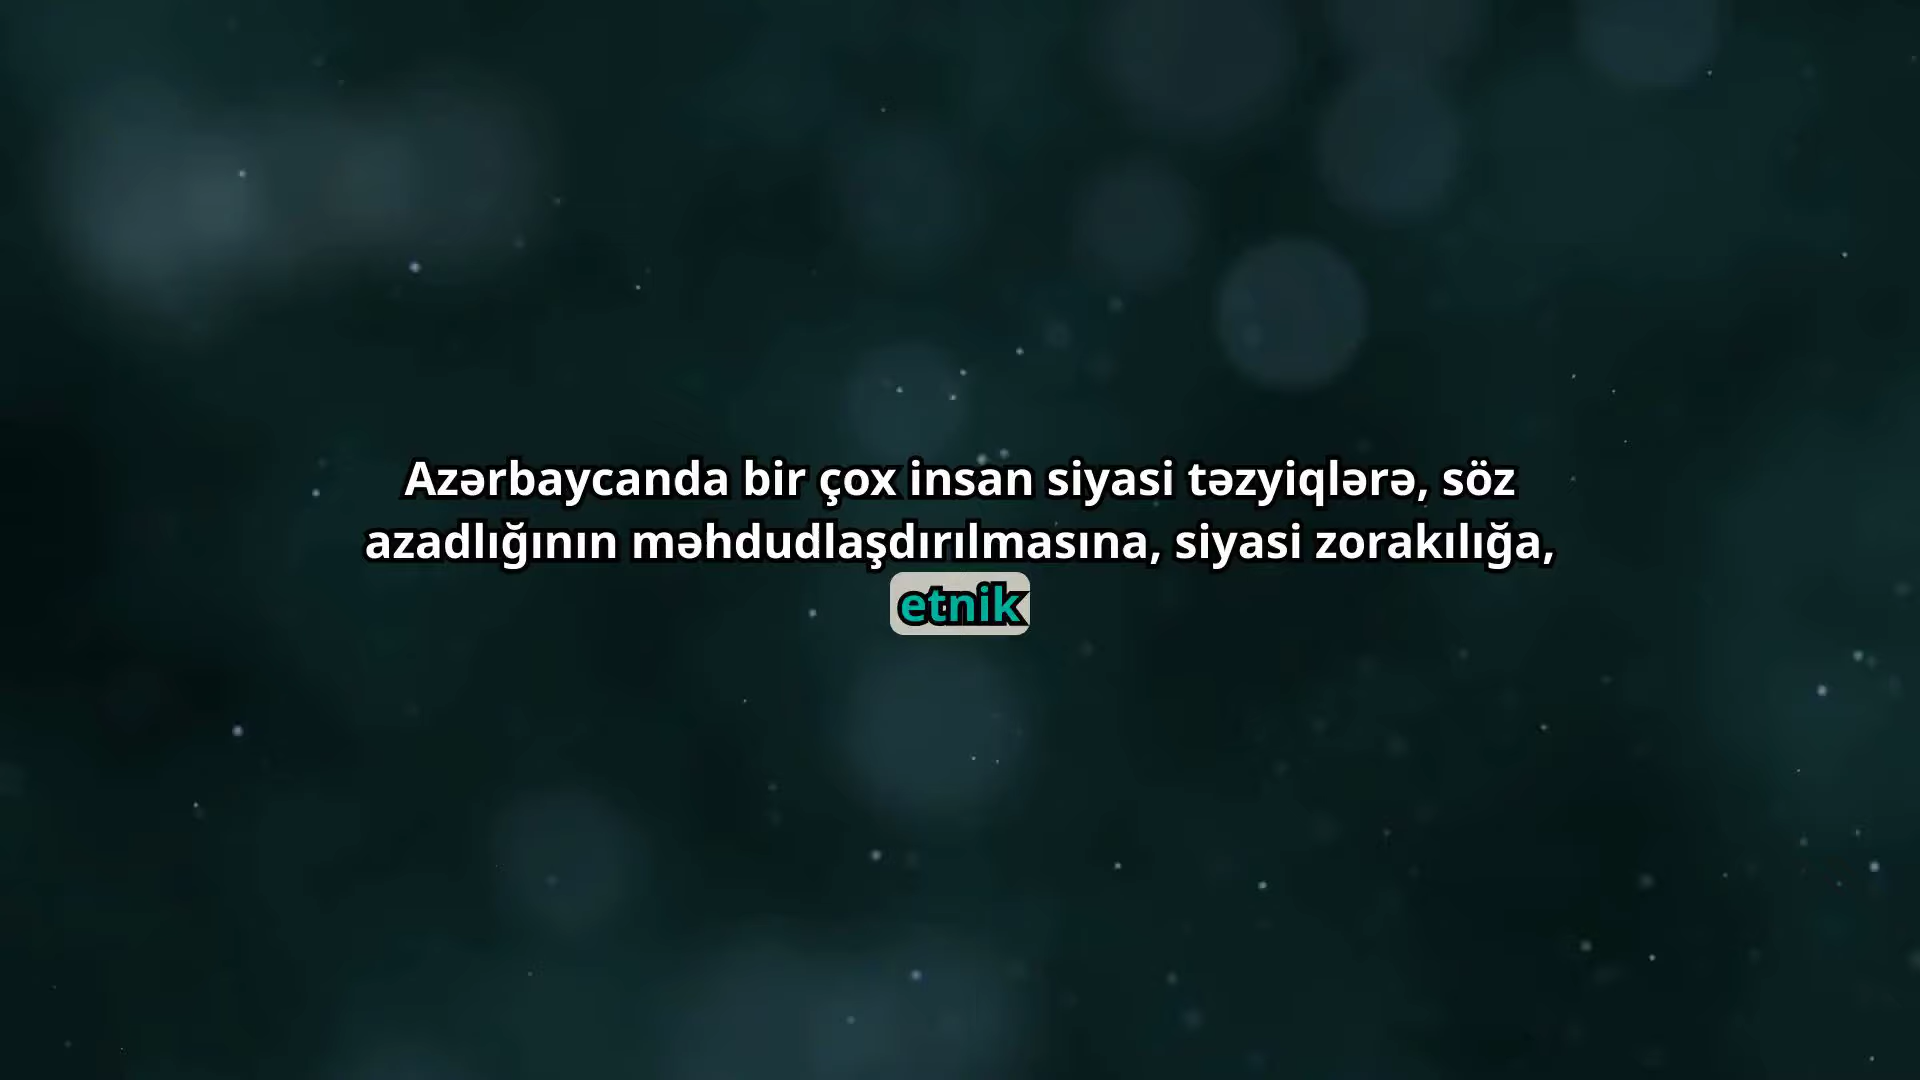 Azərbaycanda bir çox insan siyasi təzyiqlərə, söz
azadlığının məhdudlaşdırılmasına, siyasi zorakılığa,
etnik